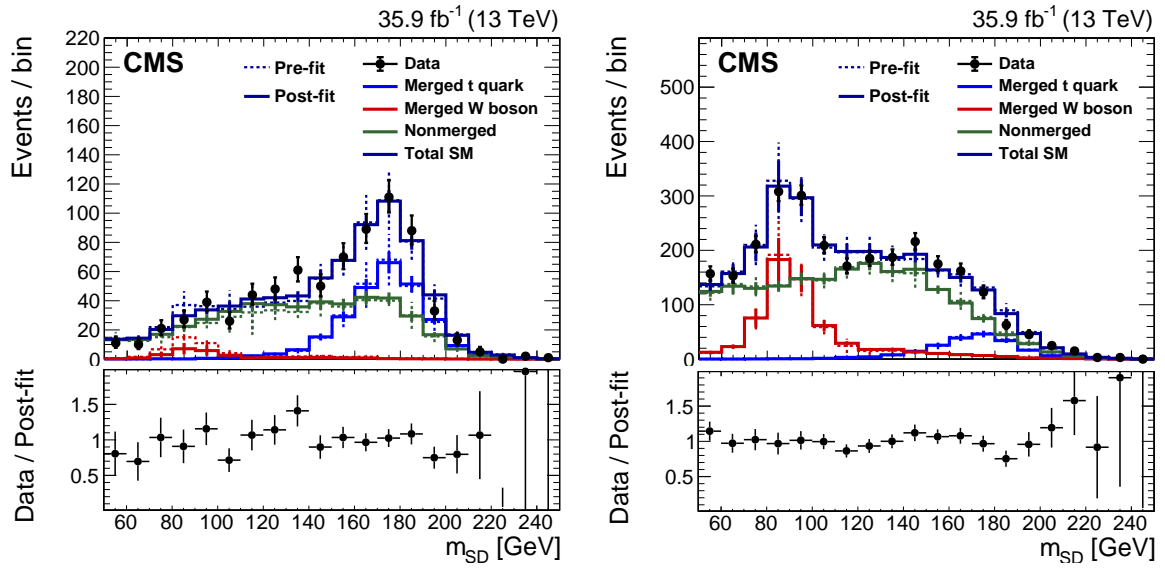 35.9 fb⁻¹ (13 TeV)
CMS
Pre-fit
Post-fit
Data
Merged t quark
Merged W boson
Nonmerged
Total SM
Events / bin
220
200
180
160
140
120
100
80
60
40
20
0
Data / Post-fit
1.5
1
0.5
60 80 100 120 140 160 180 200 220 240
m_SD [GeV]
35.9 fb⁻¹ (13 TeV)
CMS
Pre-fit
Post-fit
Data
Merged t quark
Merged W boson
Nonmerged
Total SM
Events / bin
500
400
300
200
100
0
Data / Post-fit
1.5
1
0.5
60 80 100 120 140 160 180 200 220 240
m_SD [GeV]